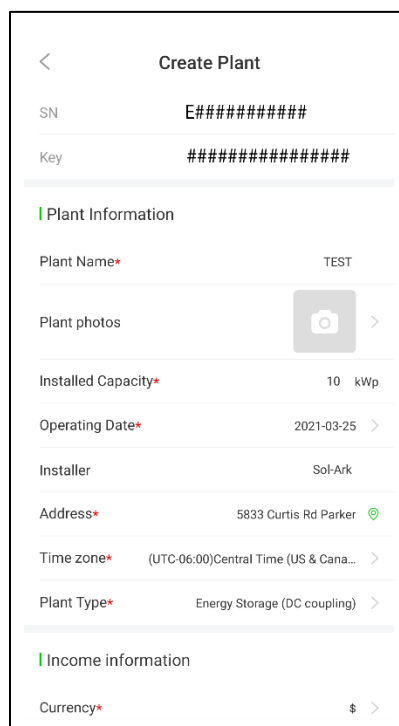 Create Plant
SN E###########
Key ################
Plant Information
Plant Name* TEST
Plant photos
Installed Capacity* 10 kWp
Operating Date* 2021-03-25
Installer Sol-Ark
Address* 5833 Curtis Rd Parker
Time zone* (UTC-06:00)Central Time (US & Cana...
Plant Type* Energy Storage (DC coupling)
Income information
Currency* $